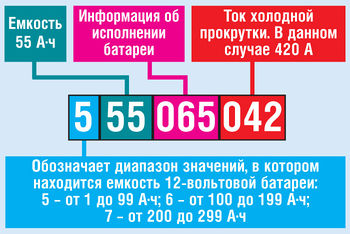 Емкость
55 А·ч
Информация об
исполнении
батареи
Ток холодной
прокрутки. В данном
случае 420 А
5 55 065 042
Обозначает диапазон значений, в котором
находится емкость 12-вольтовой батареи:
5 – от 1 до 99 А·ч; 6 – от 100 до 199 А·ч;
7 – от 200 до 299 А·ч